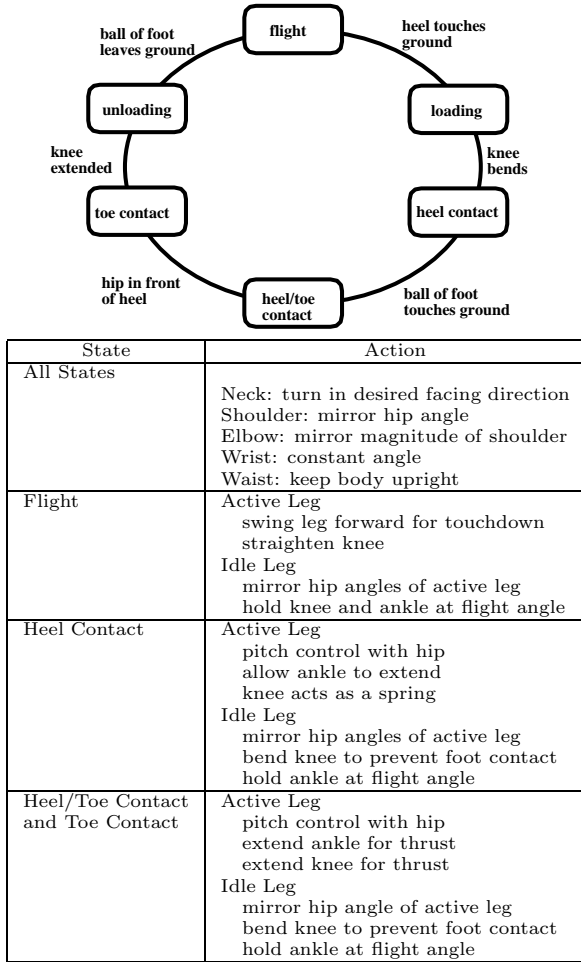 flight
ball of foot
leaves ground
heel touches
ground
unloading
loading
knee
extended
knee
bends
toe contact
heel contact
hip in front
of heel
heel/toe
contact
ball of foot
touches ground
State Action
All States
Neck: turn in desired facing direction
Shoulder: mirror hip angle
Elbow: mirror magnitude of shoulder
Wrist: constant angle
Waist: keep body upright
Flight Active Leg
swing leg forward for touchdown
straighten knee
Idle Leg
mirror hip angles of active leg
hold knee and ankle at flight angle
Heel Contact Active Leg
pitch control with hip
allow ankle to extend
knee acts as a spring
Idle Leg
mirror hip angles of active leg
bend knee to prevent foot contact
hold ankle at flight angle
Heel/Toe Contact Active Leg
and Toe Contact pitch control with hip
extend ankle for thrust
extend knee for thrust
Idle Leg
mirror hip angle of active leg
bend knee to prevent foot contact
hold ankle at flight angle